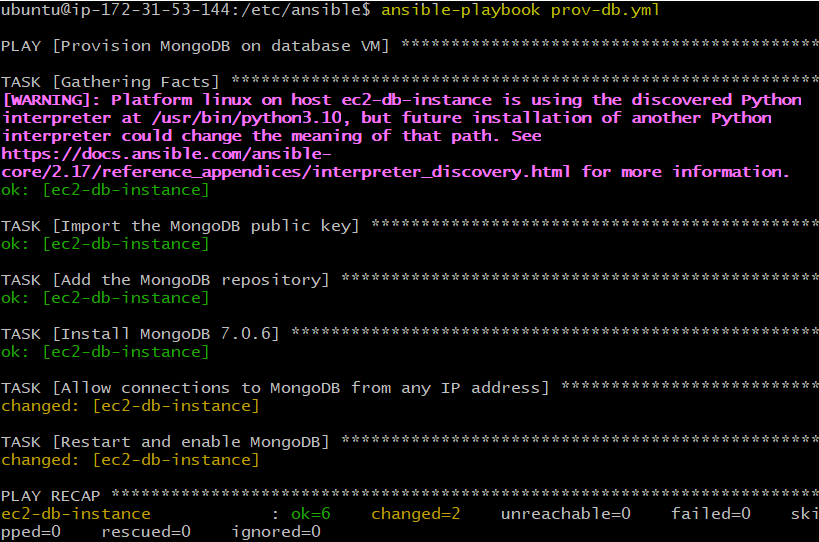 ubuntu@ip-172-31-53-144:/etc/ansible$ ansible-playbook prov-db.yml
PLAY [Provision MongoDB on database VM] ******************************************
TASK [Gathering Facts] ***********************************************************
[WARNING]: Platform linux on host ec2-db-instance is using the discovered Python
interpreter at /usr/bin/python3.10, but future installation of another Python
interpreter could change the meaning of that path. See
https://docs.ansible.com/ansible-
core/2.17/reference_appendices/interpreter_discovery.html for more information.
ok: [ec2-db-instance]
TASK [Import the MongoDB public key] *********************************************
ok: [ec2-db-instance]
TASK [Add the MongoDB repository] ************************************************
ok: [ec2-db-instance]
TASK [Install MongoDB 7.0.6] *****************************************************
ok: [ec2-db-instance]
TASK [Allow connections to MongoDB from any IP address] **************************
changed: [ec2-db-instance]
TASK [Restart and enable MongoDB] ************************************************
changed: [ec2-db-instance]
PLAY RECAP ***********************************************************************
ec2-db-instance            : ok=6    changed=2    unreachable=0    failed=0    ski
pped=0    rescued=0    ignored=0